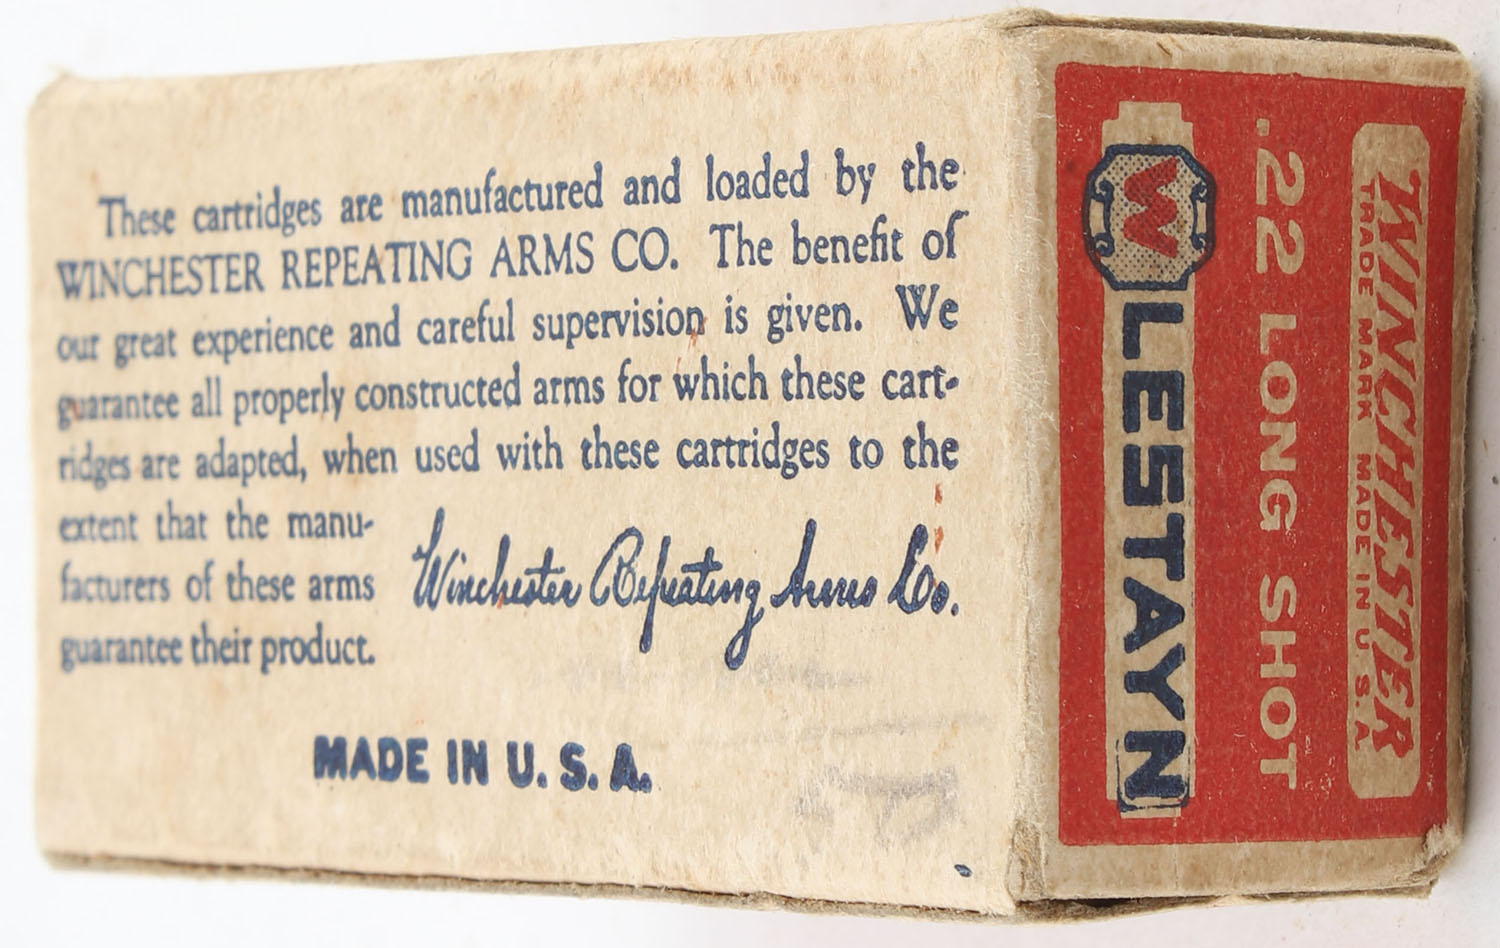 These cartridges are manufactured and loaded by the
WINCHESTER REPEATING ARMS CO. The benefit of
our great experience and careful supervision is given. We
guarantee all properly constructed arms for which these cart-
ridges are adapted, when used with these cartridges to the
extent that the manu-
facturers of these arms
guarantee their product.
Winchester Repeating Arms Co.
MADE IN U. S. A.
WINCHESTER
TRADE MARK MADE IN U.S.A
.22 LONG SHOT
W LESTAYN